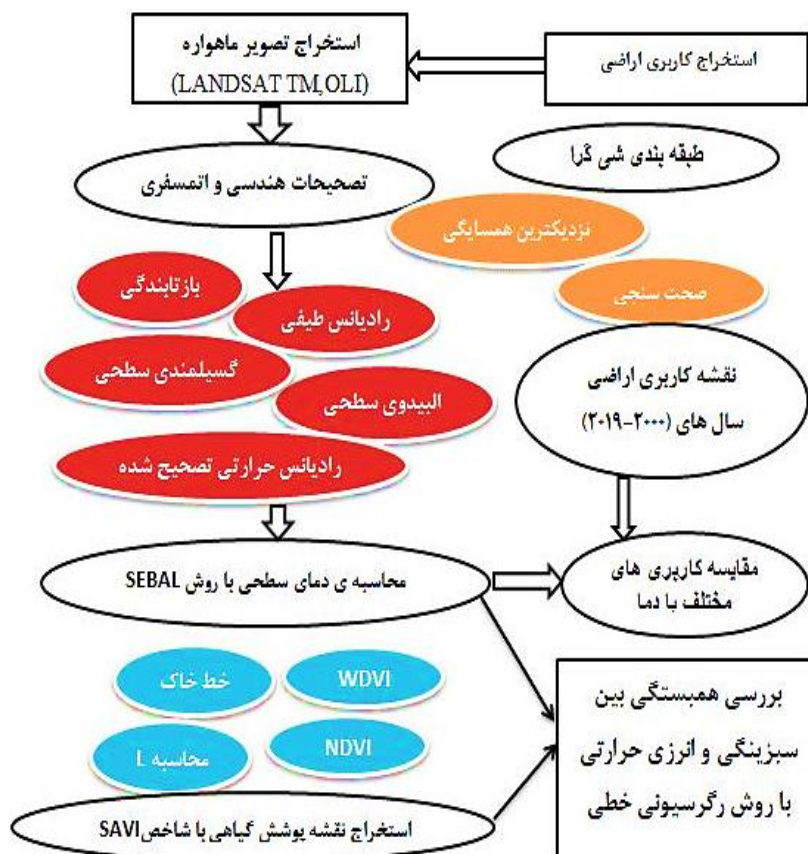 استخراج تصویر ماهواره
(LANDSAT TM,OLI)
استخراج کاربری اراضی
طبقه بندی شی گرا
تصحیحات هندسی و اتمسفری
نزدیکترین همسایگی
صحت سنجی
بازتابندگی
رادیانس طیفی
گسیلمندی سطحی
البیدوی سطحی
رادیانس حرارتی تصحیح شده
نقشه کاربری اراضی
سال های (۲۰۰۰-۲۰۱۹)
محاسبه ی دمای سطحی با روش SEBAL
مقایسه کاربری های
مختلف با دما
خط خاک
WDVI
محاسبه L
NDVI
استخراج نقشه پوشش گیاهی با شاخص SAVI
بررسی همبستگی بین
سبزینگی و انرژی حرارتی
با روش رگرسیونی خطی